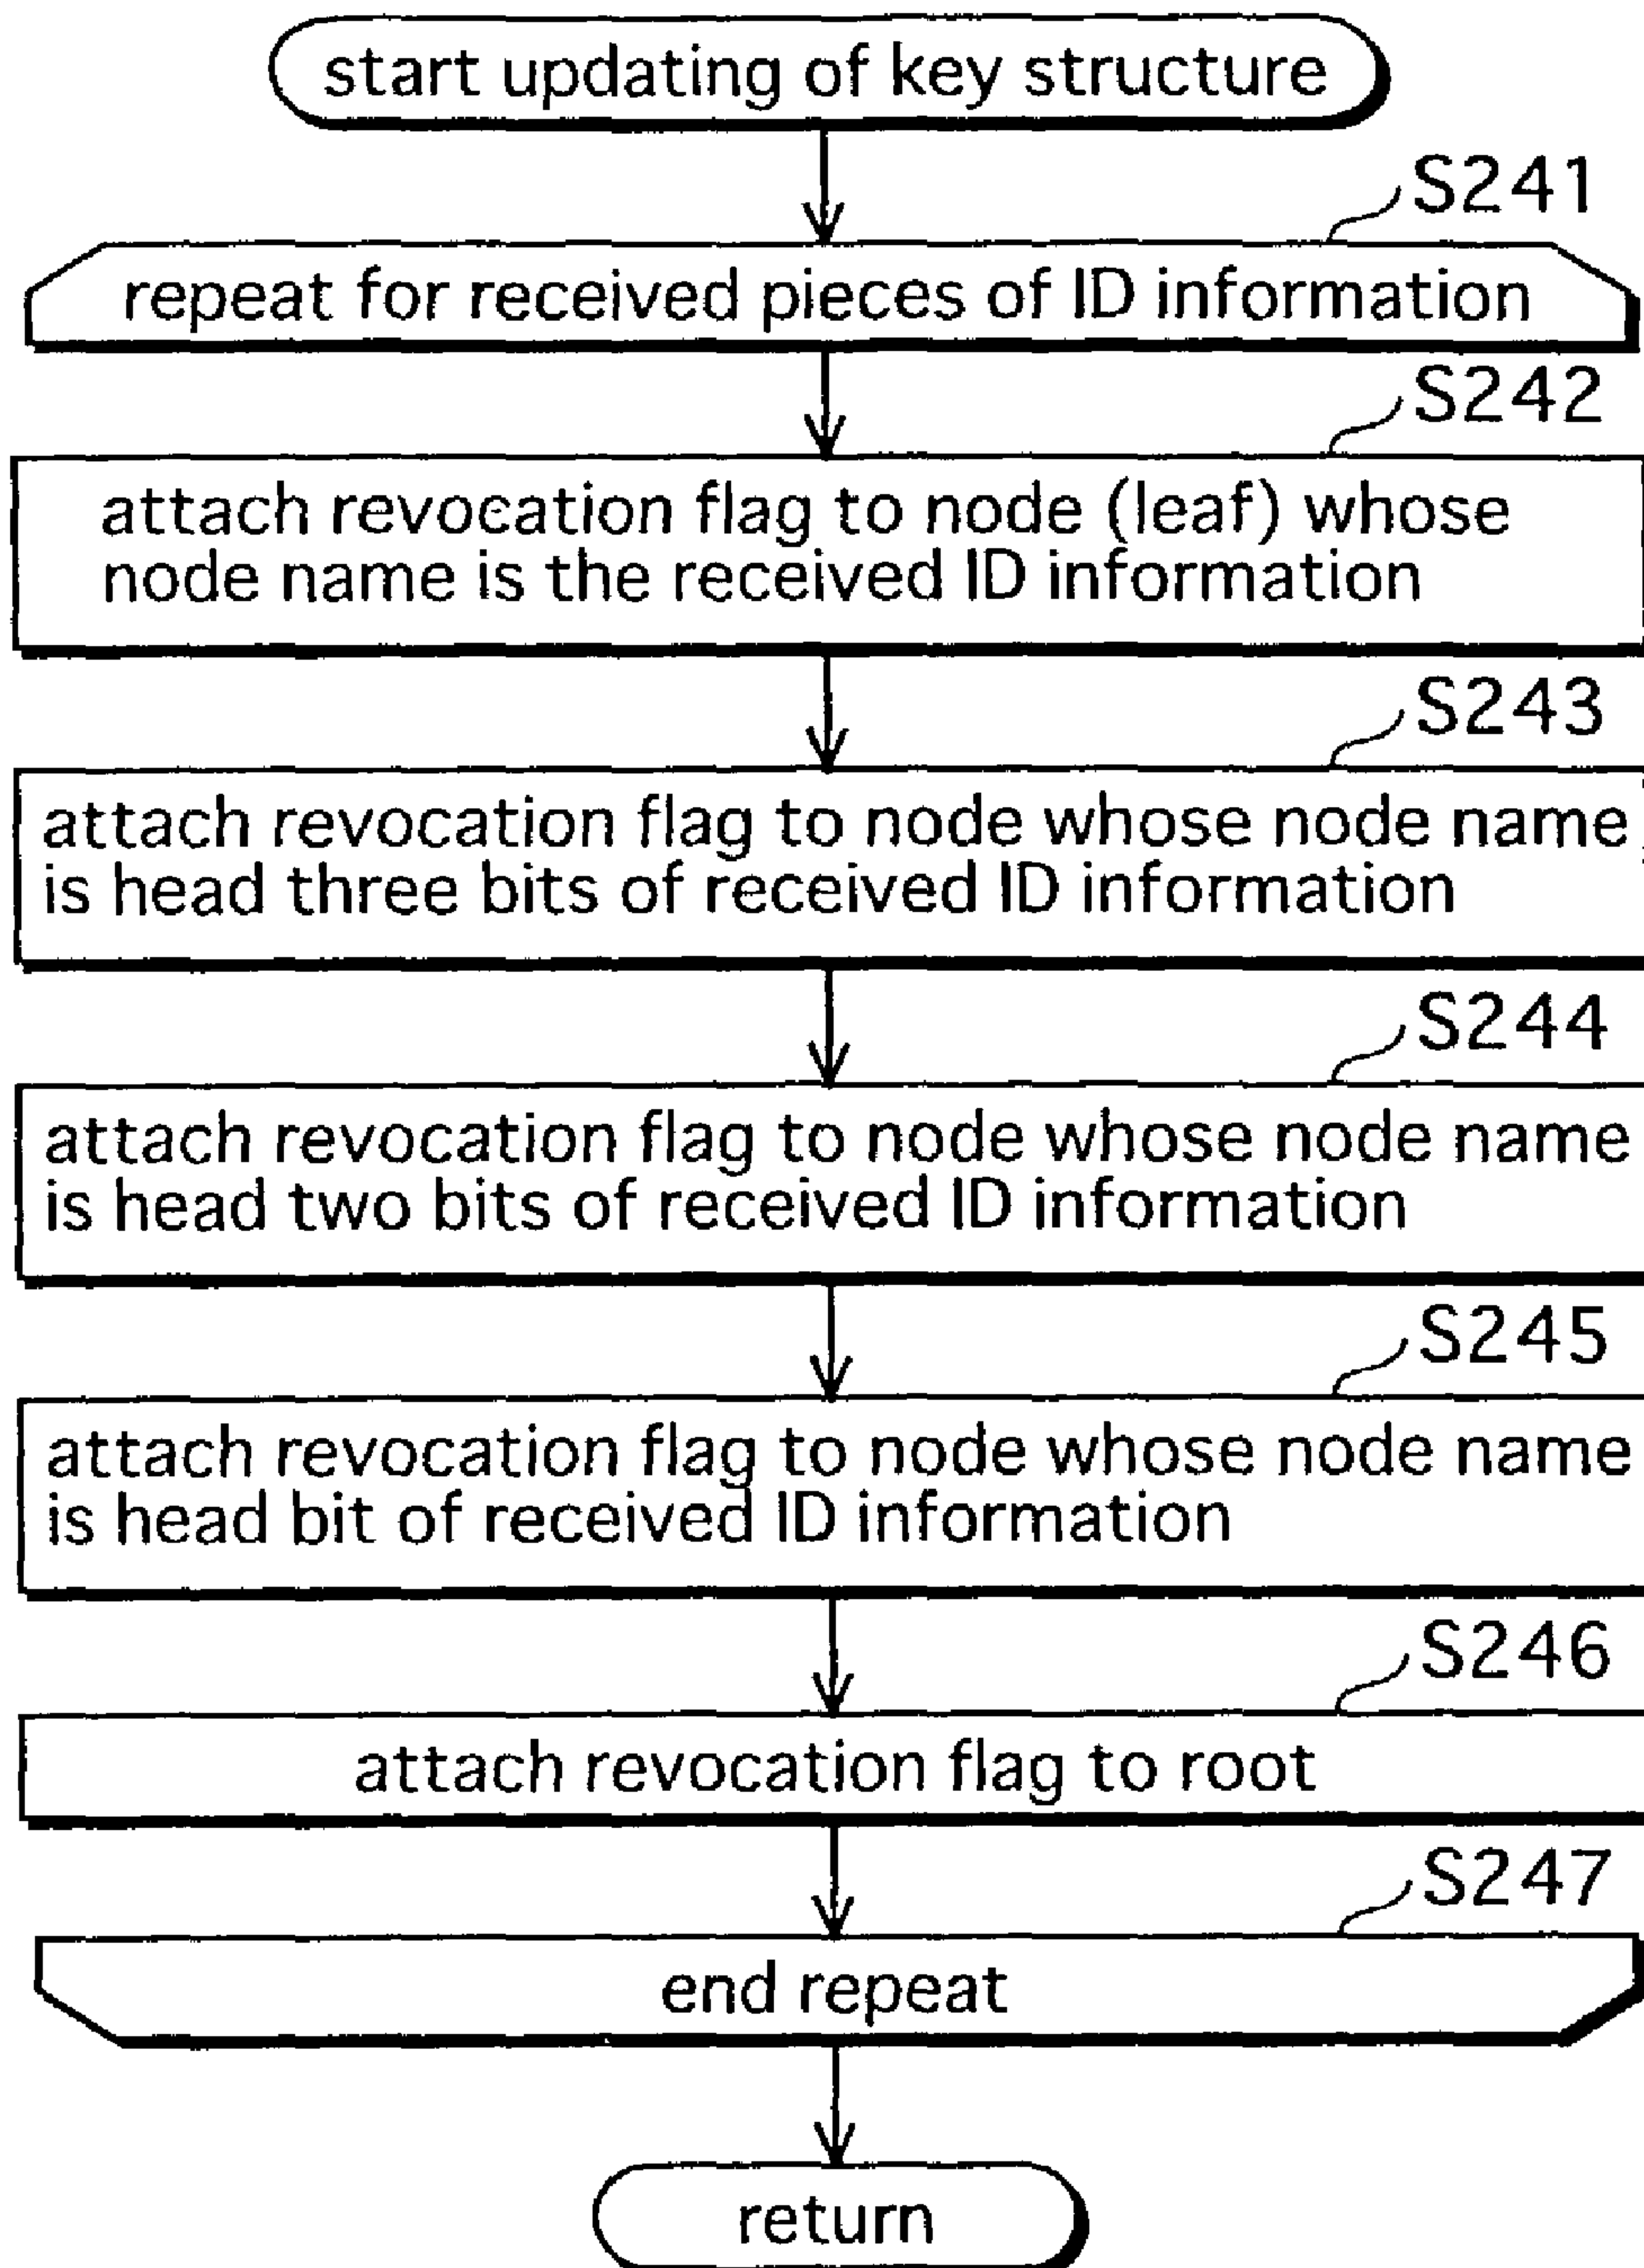 start updating of key structure
S241
repeat for received pieces of ID information
S242
attach revocation flag to node (leaf) whose
node name is the received ID information
S243
attach revocation flag to node whose node name
is head three bits of received ID information
S244
attach revocation flag to node whose node name
is head two bits of received ID information
S245
attach revocation flag to node whose node name
is head bit of received ID information
S246
attach revocation flag to root
S247
end repeat
return